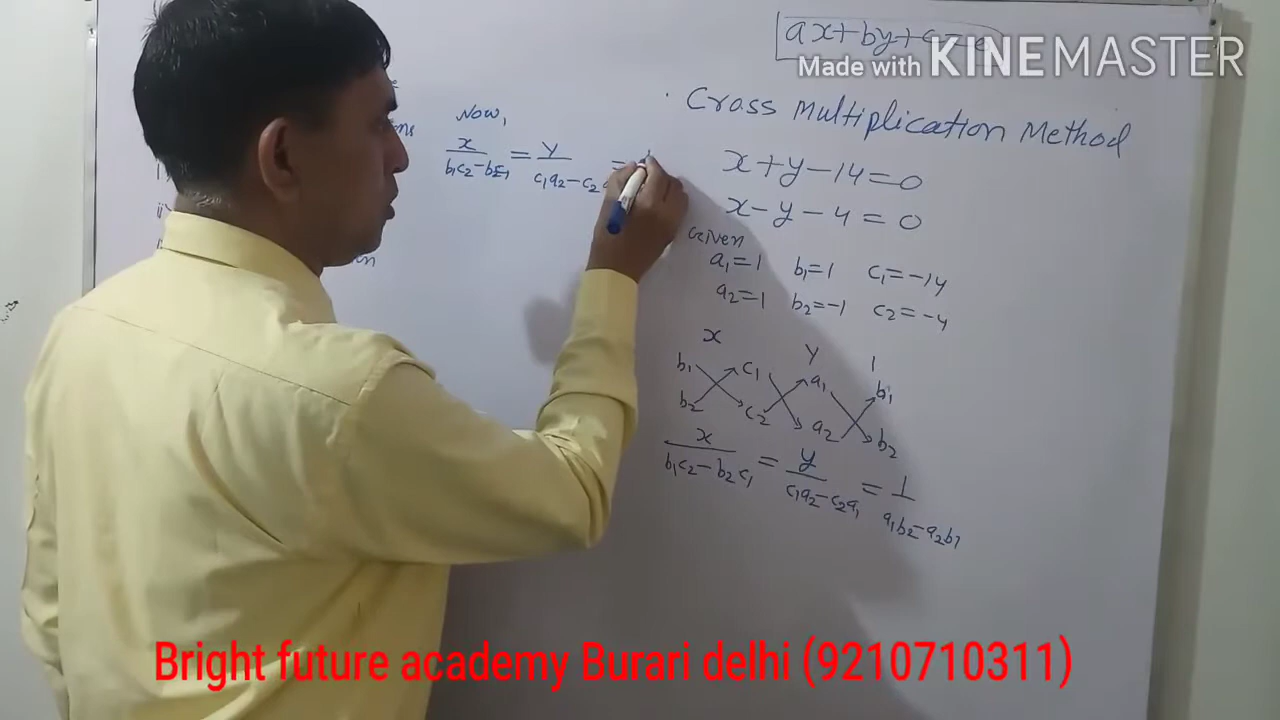 ax+by+c=0
Made with KINEMASTER
Cross Multiplication Method
x+y-14=0
x-y-4=0
Given
a₁=1 b₁=1 c₁=-14
a₂=1 b₂=-1 c₂=-4
x y 1
b₁ c₁ a₁ b₁
b₂ c₂ a₂ b₂
x/(b₁c₂-b₂c₁) = y/(c₁a₂-c₂a₁) = 1/(a₁b₂-a₂b₁)
Now,
x/(b₁c₂-b₂c₁) = y/(c₁a₂-c₂
Bright future academy Burari delhi (9210710311)